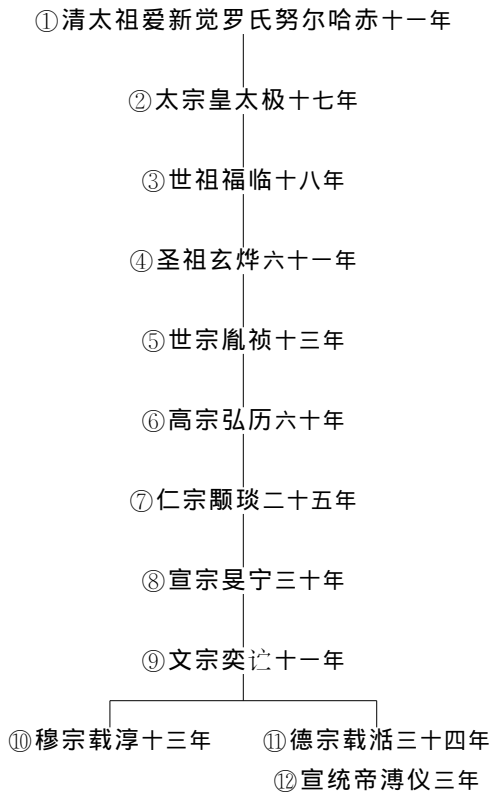 ①清太祖爱新觉罗氏努尔哈赤十一年
②太宗皇太极十七年
③世祖福临十八年
④圣祖玄烨六十一年
⑤世宗胤祯十三年
⑥高宗弘历六十年
⑦仁宗颙琰二十五年
⑧宣宗旻宁三十年
⑨文宗奕𬣞十一年
⑩穆宗载淳十三年
⑪德宗载湉三十四年
⑫宣统帝溥仪三年